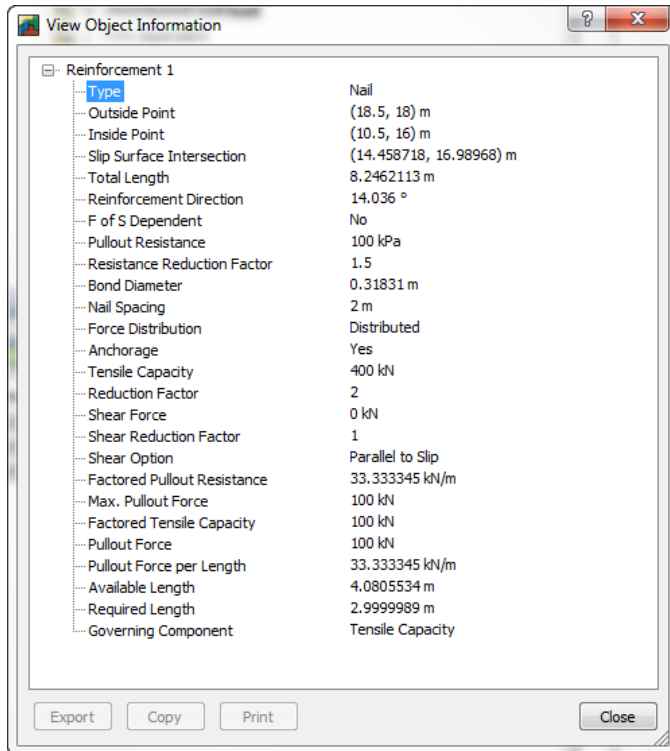 View Object Information
Reinforcement 1
Type Nail
Outside Point (18.5, 18) m
Inside Point (10.5, 16) m
Slip Surface Intersection (14.458718, 16.98968) m
Total Length 8.2462113 m
Reinforcement Direction 14.036 °
F of S Dependent No
Pullout Resistance 100 kPa
Resistance Reduction Factor 1.5
Bond Diameter 0.31831 m
Nail Spacing 2 m
Force Distribution Distributed
Anchorage Yes
Tensile Capacity 400 kN
Reduction Factor 2
Shear Force 0 kN
Shear Reduction Factor 1
Shear Option Parallel to Slip
Factored Pullout Resistance 33.333345 kN/m
Max. Pullout Force 100 kN
Factored Tensile Capacity 100 kN
Pullout Force 100 kN
Pullout Force per Length 33.333345 kN/m
Available Length 4.0805534 m
Required Length 2.9999989 m
Governing Component Tensile Capacity
Export Copy Print Close